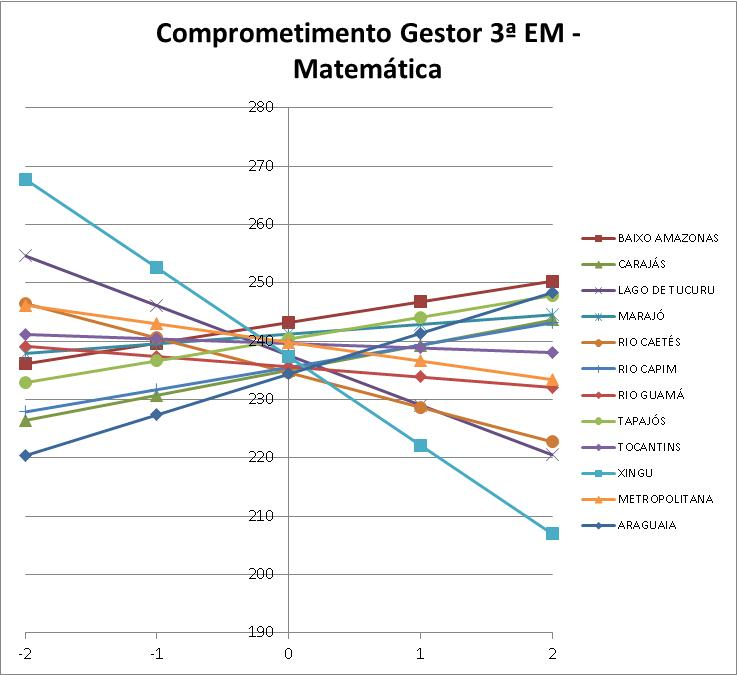 Comprometimento Gestor 3ª EM -
Matemática
280
270
260
250
240
230
220
210
200
190
-2 -1 0 1 2
BAIXO AMAZONAS
CARAJÁS
LAGO DE TUCURU
MARAJÓ
RIO CAETÉS
RIO CAPIM
RIO GUAMÁ
TAPAJÓS
TOCANTINS
XINGU
METROPOLITANA
ARAGUAIA